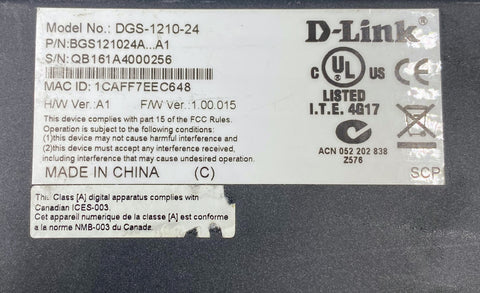 Model No.: DGS-1210-24
P/N:BGS121024A...A1
S/N:QB161A4000256
MAC ID:1CAFF7EEC648
H/W Ver.:A1 F/W Ver.:1.00.015
This device complies with part 15 of the FCC Rules.
Operation is subject to the following two conditions:
(1)this device may not cause harmful interference and
(2)this device must accept any interference received,
including interference that may cause undesired operation.
MADE IN CHINA (C)
D-Link®
C UL US
LISTED
I.T.E. 4G17
ACN 052 202 838
Z576
SCP
This Class [A] digital apparatus complies with
Canadian ICES-003.
Cet appareil numérique de la classe [A] est conforme
a la norme NMB-003 du Canada.